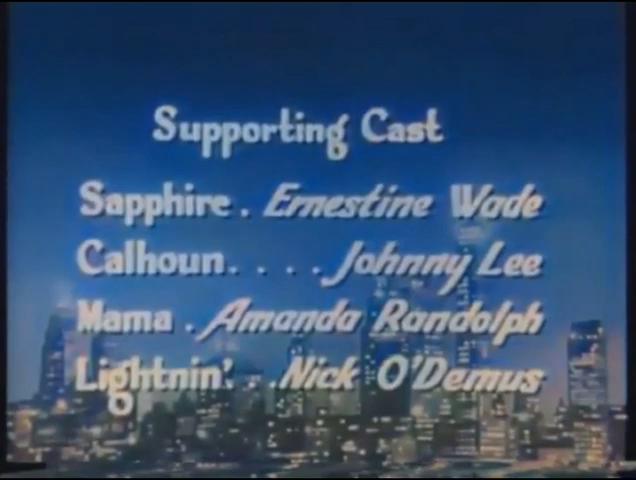 Supporting Cast
Sapphire . Ernestine Wade
Calhoun. . . . Johnny Lee
Mama . Amanda Randolph
Lightnin'. . . Nick O'Demus